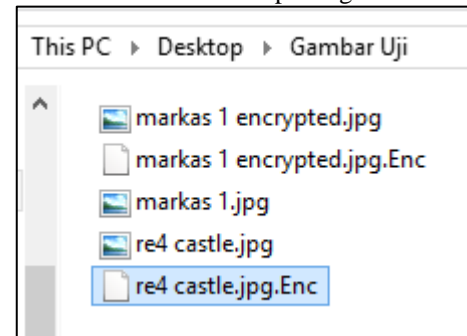 This PC ▸ Desktop ▸ Gambar Uji
markas 1 encrypted.jpg
markas 1 encrypted.jpg.Enc
markas 1.jpg
re4 castle.jpg
re4 castle.jpg.Enc